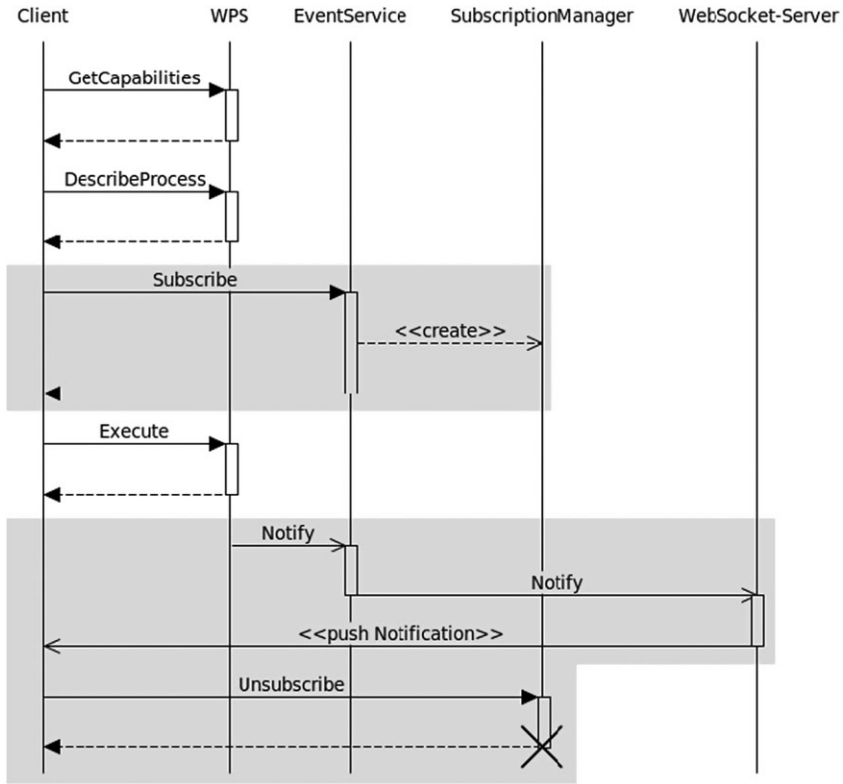 Client WPS EventService SubscriptionManager WebSocket-Server
GetCapabilities
DescribeProcess
Subscribe
<<create>>
Execute
Notify
Notify
<<push Notification>>
Unsubscribe